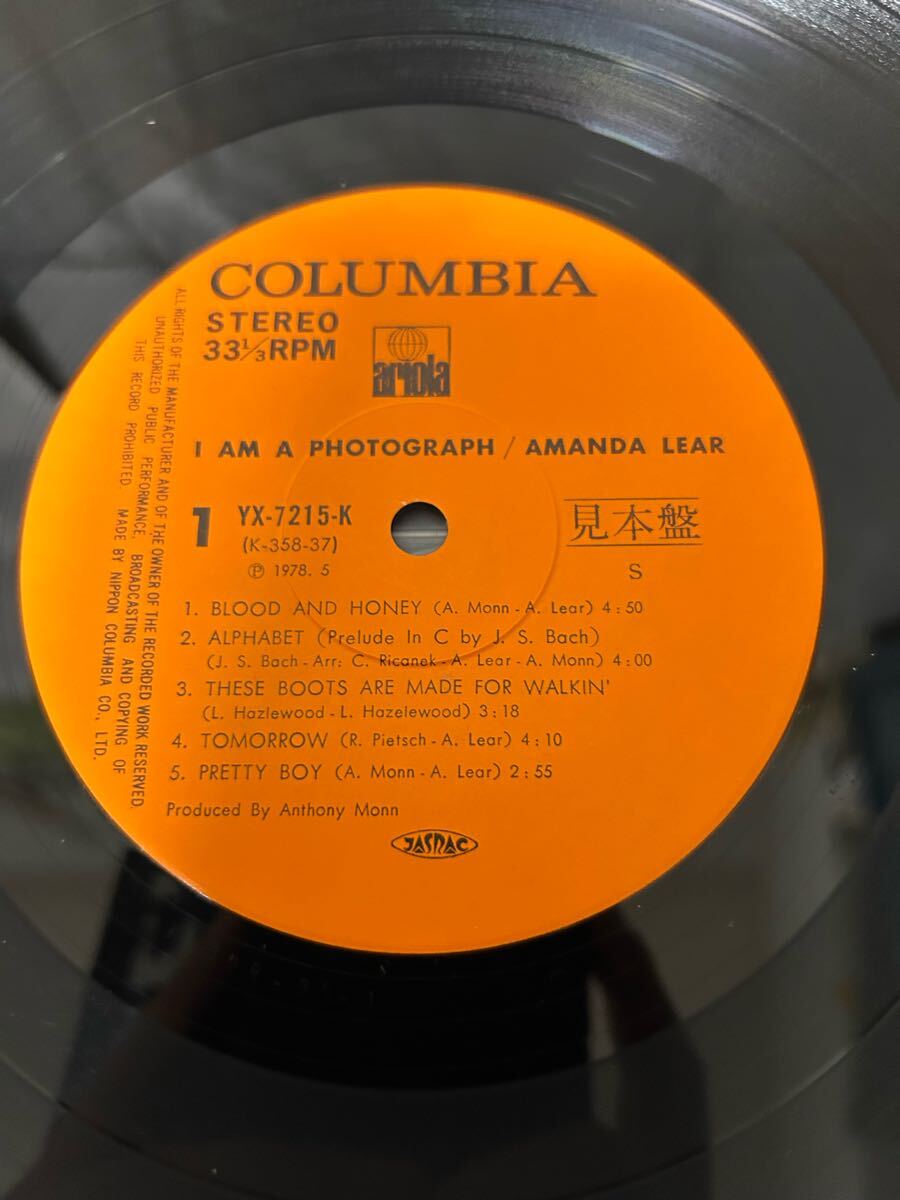 COLUMBIA
STEREO
33⅓RPM
ariola
I AM A PHOTOGRAPH / AMANDA LEAR
1
YX-7215-K
(K-358-37)
Ⓟ 1978. 5
見本盤
S
1. BLOOD AND HONEY (A. Monn - A. Lear) 4:50
2. ALPHABET (Prelude In C by J. S. Bach)
(J. S. Bach - Arr: C. Ricanek - A. Lear - A. Monn) 4:00
3. THESE BOOTS ARE MADE FOR WALKIN'
(L. Hazlewood - L. Hazelewood) 3:18
4. TOMORROW (R. Pietsch - A. Lear) 4:10
5. PRETTY BOY (A. Monn - A. Lear) 2:55
Produced By Anthony Monn
JASRAC
ALL RIGHTS OF THE MANUFACTURER AND OF THE OWNER OF THE RECORDED WORK RESERVED.
UNAUTHORIZED PUBLIC PERFORMANCE, BROADCASTING AND COPYING OF
THIS RECORD PROHIBITED. MADE BY NIPPON COLUMBIA CO., LTD.